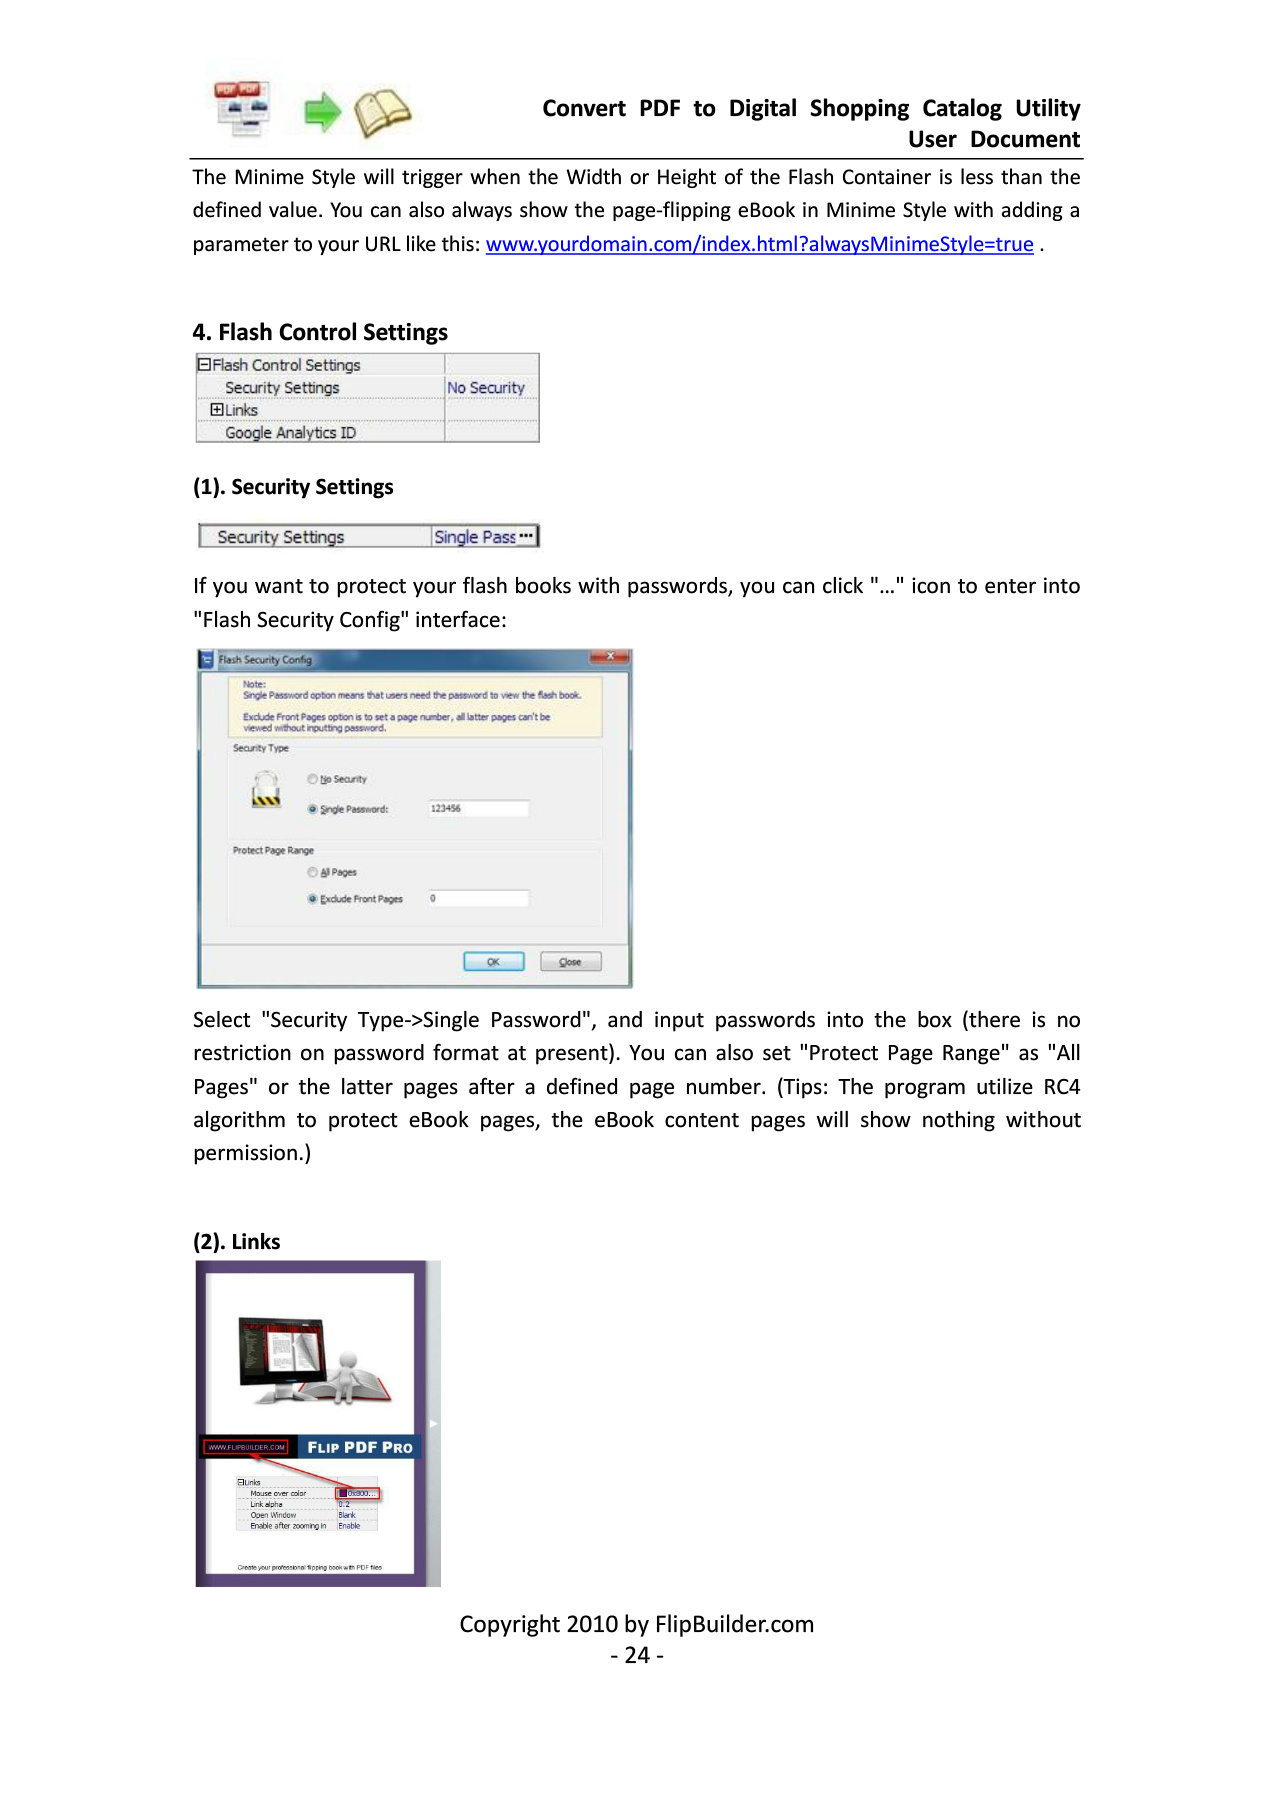 PDF PDF
Convert PDF to Digital Shopping Catalog Utility
User Document
The Minime Style will trigger when the Width or Height of the Flash Container is less than the
defined value. You can also always show the page-flipping eBook in Minime Style with adding a
parameter to your URL like this: www.yourdomain.com/index.html?alwaysMinimeStyle=true .
4. Flash Control Settings
Flash Control Settings
Security Settings No Security
Links
Google Analytics ID
(1). Security Settings
Security Settings Single Pass ...
If you want to protect your flash books with passwords, you can click "…" icon to enter into
"Flash Security Config" interface:
Flash Security Config
Note:
Single Password option means that users need the password to view the flash book.
Exclude Front Pages option is to set a page number, all latter pages can't be
viewed without inputting password.
Security Type
No Security
Single Password: 123456
Protect Page Range
All Pages
Exclude Front Pages 0
OK Close
Select "Security Type->Single Password", and input passwords into the box (there is no
restriction on password format at present). You can also set "Protect Page Range" as "All
Pages" or the latter pages after a defined page number. (Tips: The program utilize RC4
algorithm to protect eBook pages, the eBook content pages will show nothing without
permission.)
(2). Links
WWW.FLIPBUILDER.COM FLIP PDF PRO
Links
Mouse over color 0x800...
Link alpha 0.2
Open Window Blank
Enable after zooming in Enable
Create your professional flipping book with PDF files
Copyright 2010 by FlipBuilder.com
- 24 -